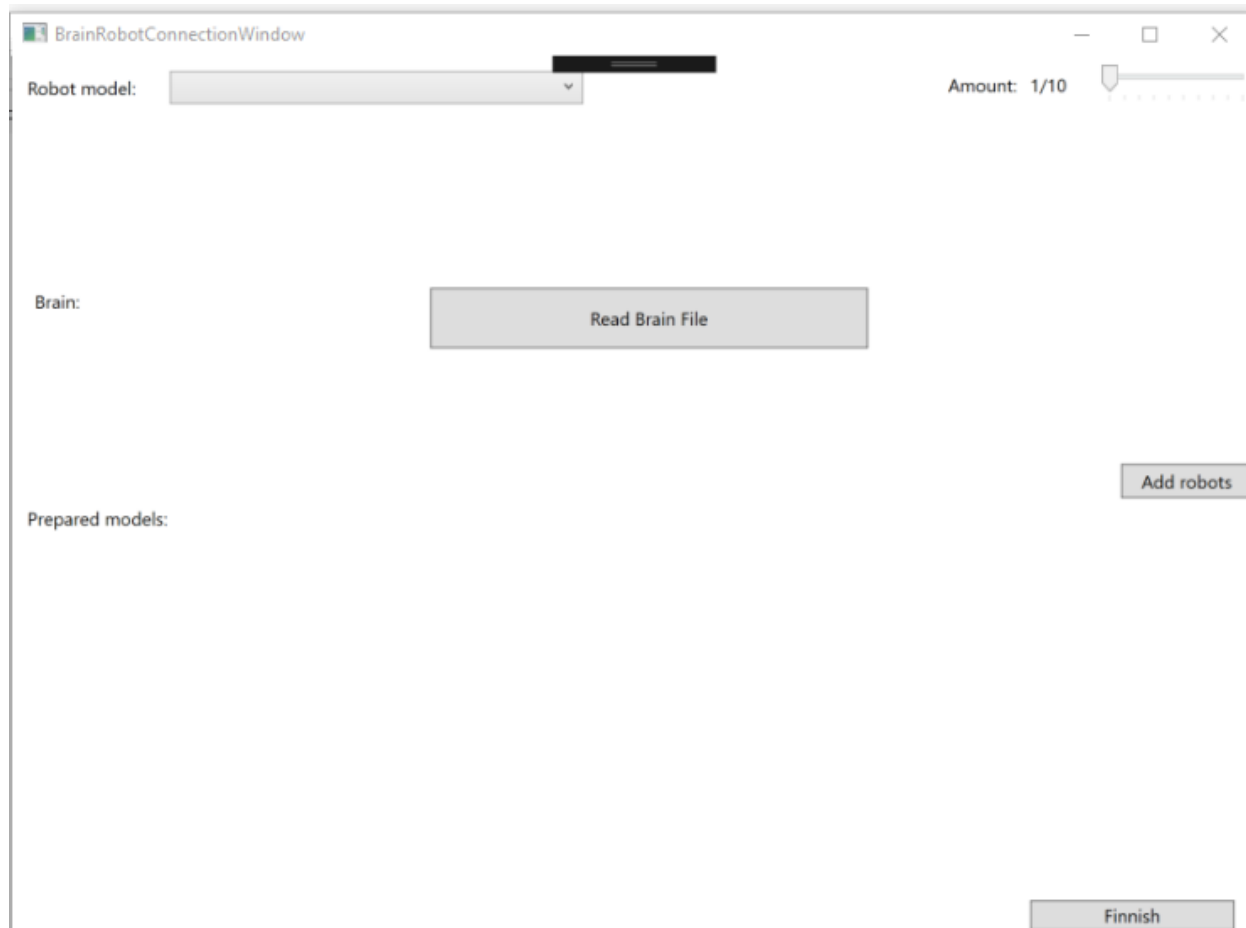 BrainRobotConnectionWindow
Robot model:
Amount: 1/10
Brain:
Read Brain File
Add robots
Prepared models:
Finnish